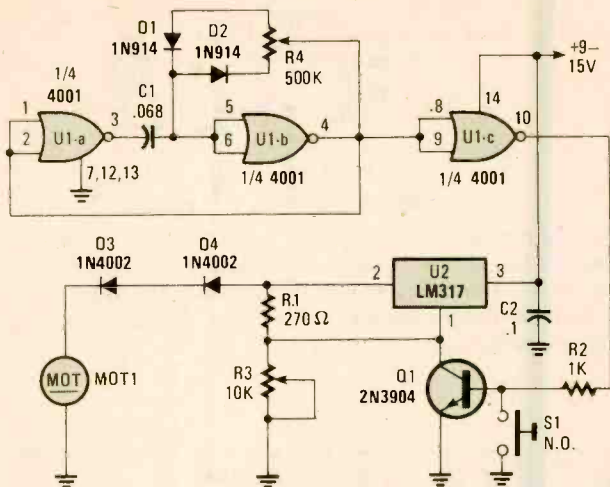 D1
1N914
D2
1N914
R4
500K
+9–
15V
1/4
4001
C1
.068
1
2
3
U1-a
7,12,13
5
6
U1-b
4
1/4 4001
.8
9
14
U1-c
10
1/4 4001
D3
1N4002
D4
1N4002
2
U2
LM317
3
1
R1
270 Ω
C2
.1
R2
1K
MOT
MOT1
R3
10K
Q1
2N3904
S1
N.O.